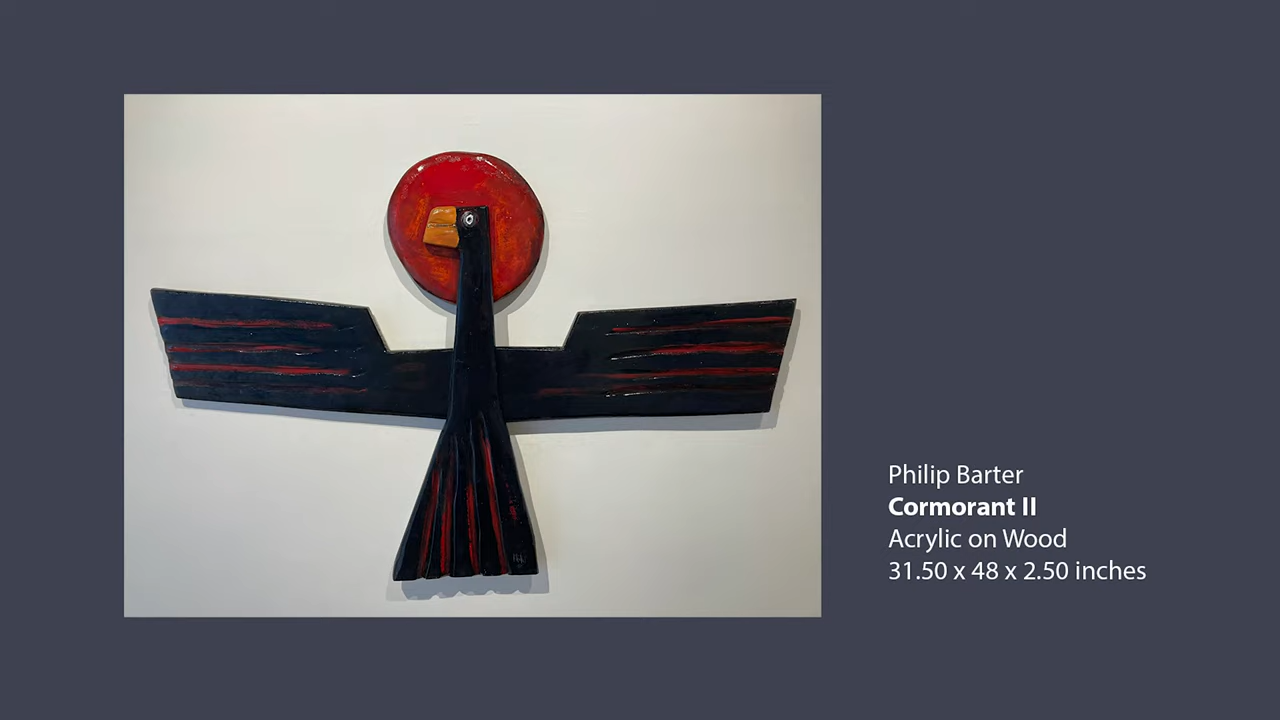 Philip Barter
Cormorant II
Acrylic on Wood
31.50 x 48 x 2.50 inches